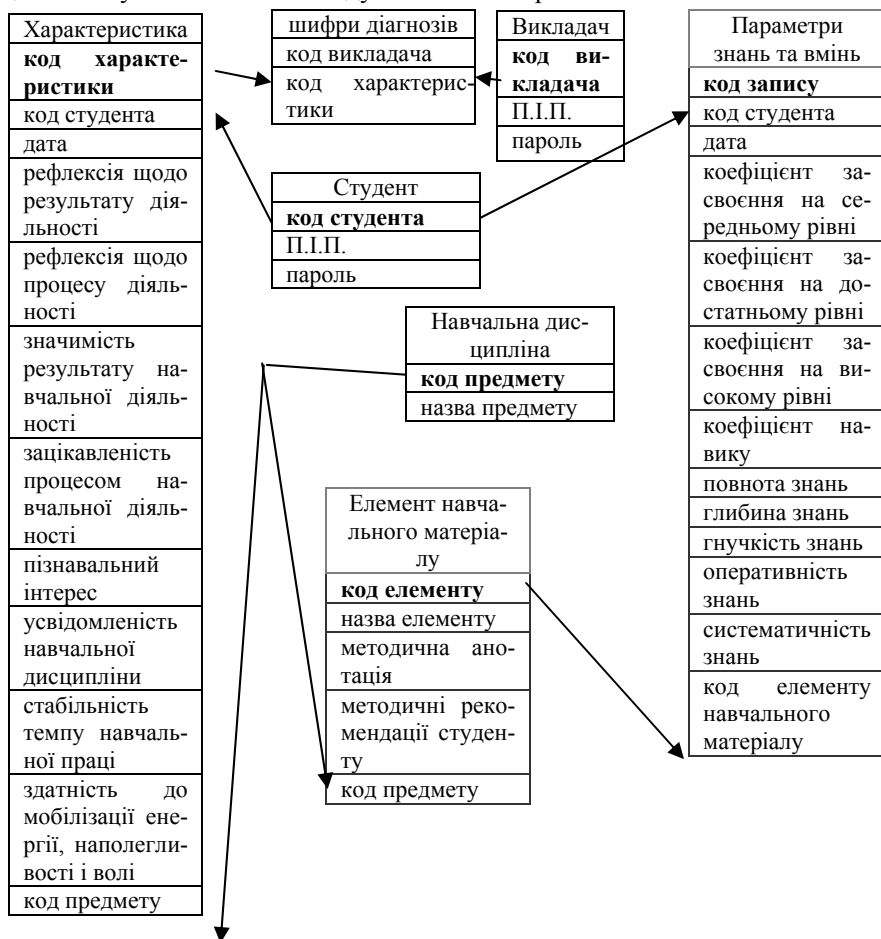 Характеристика
код характе-
ристики
код студента
дата
рефлексія щодо
результату дія-
льності
рефлексія щодо
процесу діяль-
ності
значимість
результату на-
вчальної діяль-
ності
зацікавленість
процесом на-
вчальної діяль-
ності
пізнавальний
інтерес
усвідомленість
навчальної
дисципліни
стабільність
темпу навчаль-
ної праці
здатність до
мобілізації ене-
ргії, наполегли-
вості і волі
код предмету
шифри діагнозів
код викладача
код характерис-
тики
Викладач
код ви-
кладача
П.І.П.
пароль
Студент
код студента
П.І.П.
пароль
Навчальна дис-
ципліна
код предмету
назва предмету
Елемент навча-
льного матеріа-
лу
код елементу
назва елементу
методична ано-
тація
методичні реко-
мендації студен-
ту
код предмету
Параметри
знань та вмінь
код запису
код студента
дата
коефіцієнт за-
своєння на се-
редньому рівні
коефіцієнт за-
своєння на до-
статньому рівні
коефіцієнт за-
своєння на ви-
сокому рівні
коефіцієнт на-
вику
повнота знань
глибина знань
гнучкість знань
оперативність
знань
систематичність
знань
код елементу
навчального
матеріалу